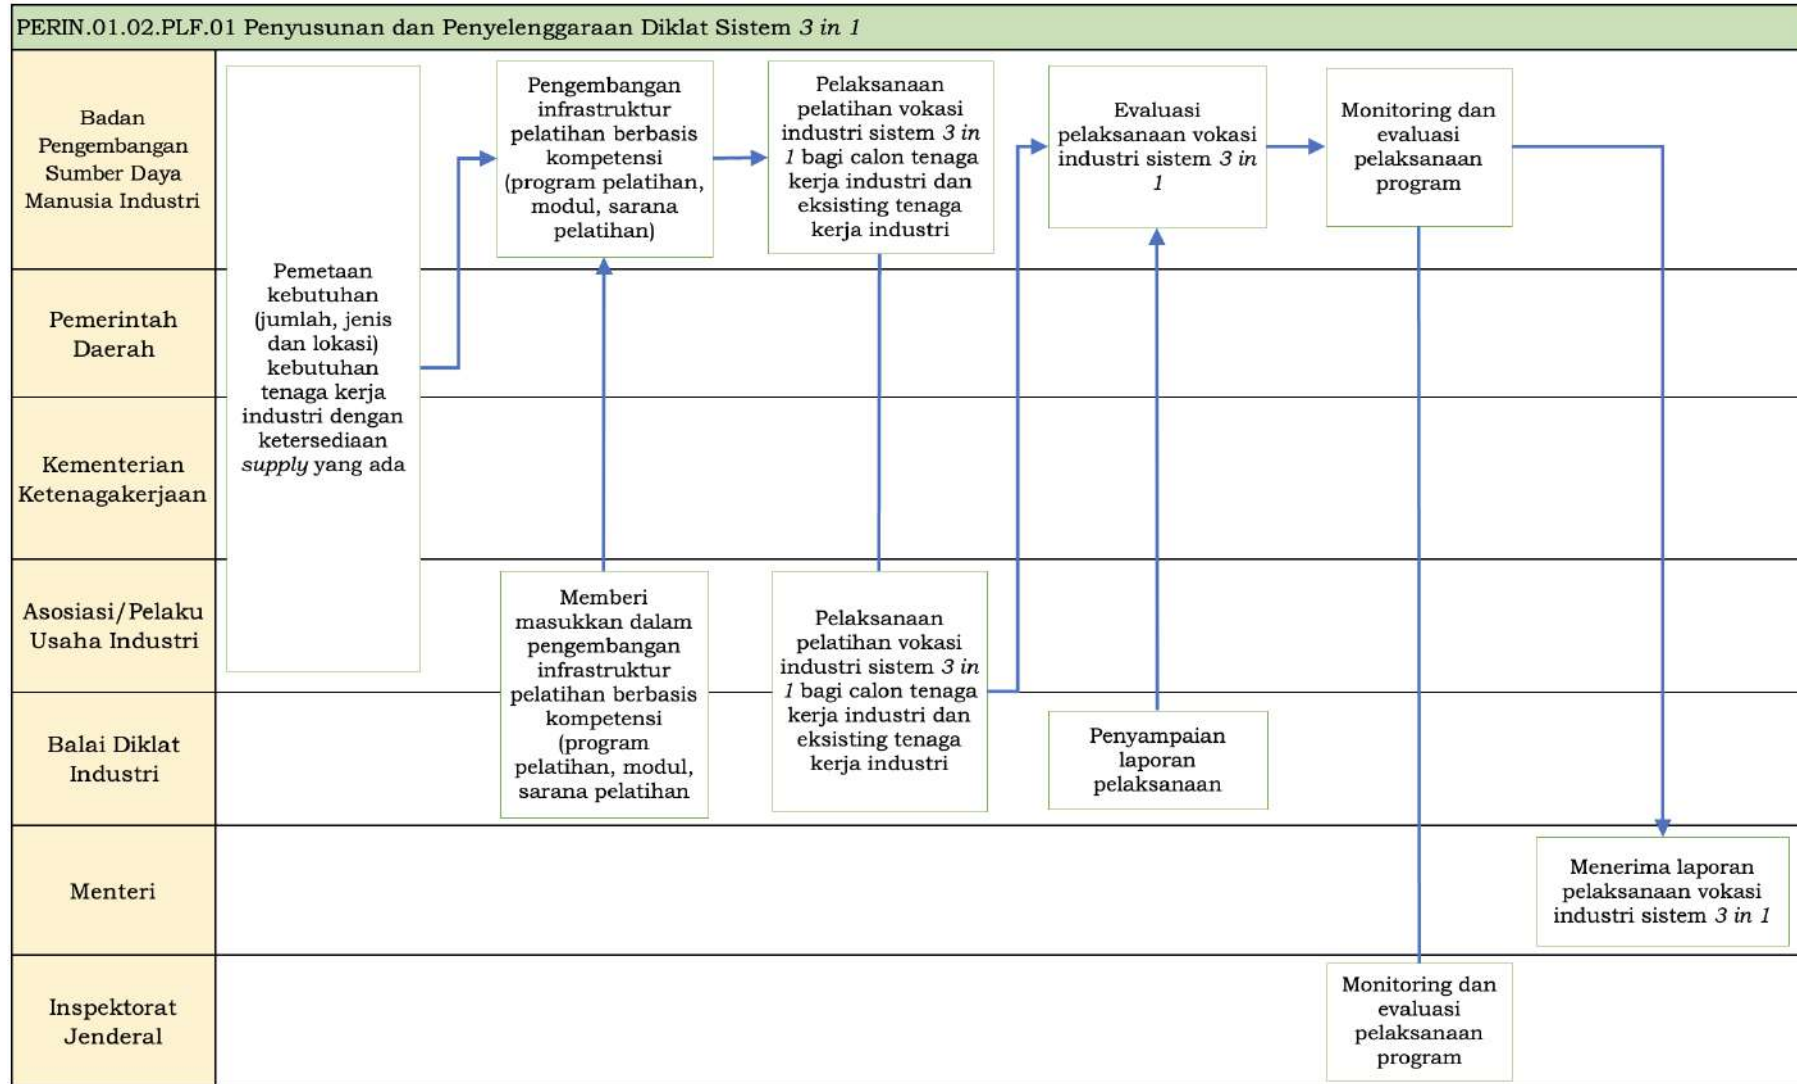 PERIN.01.02.PLF.01 Penyusunan dan Penyelenggaraan Diklat Sistem 3 in 1
Badan
Pengembangan
Sumber Daya
Manusia Industri
Pemetaan
kebutuhan
(jumlah, jenis
dan lokasi)
kebutuhan
tenaga kerja
industri dengan
ketersediaan
supply yang ada
Pengembangan
infrastruktur
pelatihan berbasis
kompetensi
(program pelatihan,
modul, sarana
pelatihan)
Pelaksanaan
pelatihan vokasi
industri sistem 3 in
1 bagi calon tenaga
kerja industri dan
eksisting tenaga
kerja industri
Evaluasi
pelaksanaan vokasi
industri sistem 3 in
1
Monitoring dan
evaluasi
pelaksanaan
program
Pemerintah
Daerah
Kementerian
Ketenagakerjaan
Asosiasi/Pelaku
Usaha Industri
Memberi
masukkan dalam
pengembangan
infrastruktur
pelatihan berbasis
kompetensi
(program
pelatihan, modul,
sarana pelatihan
Pelaksanaan
pelatihan vokasi
industri sistem 3 in
1 bagi calon tenaga
kerja industri dan
eksisting tenaga
kerja industri
Balai Diklat
Industri
Penyampaian
laporan
pelaksanaan
Menteri
Menerima laporan
pelaksanaan vokasi
industri sistem 3 in 1
Inspektorat
Jenderal
Monitoring dan
evaluasi
pelaksanaan
program